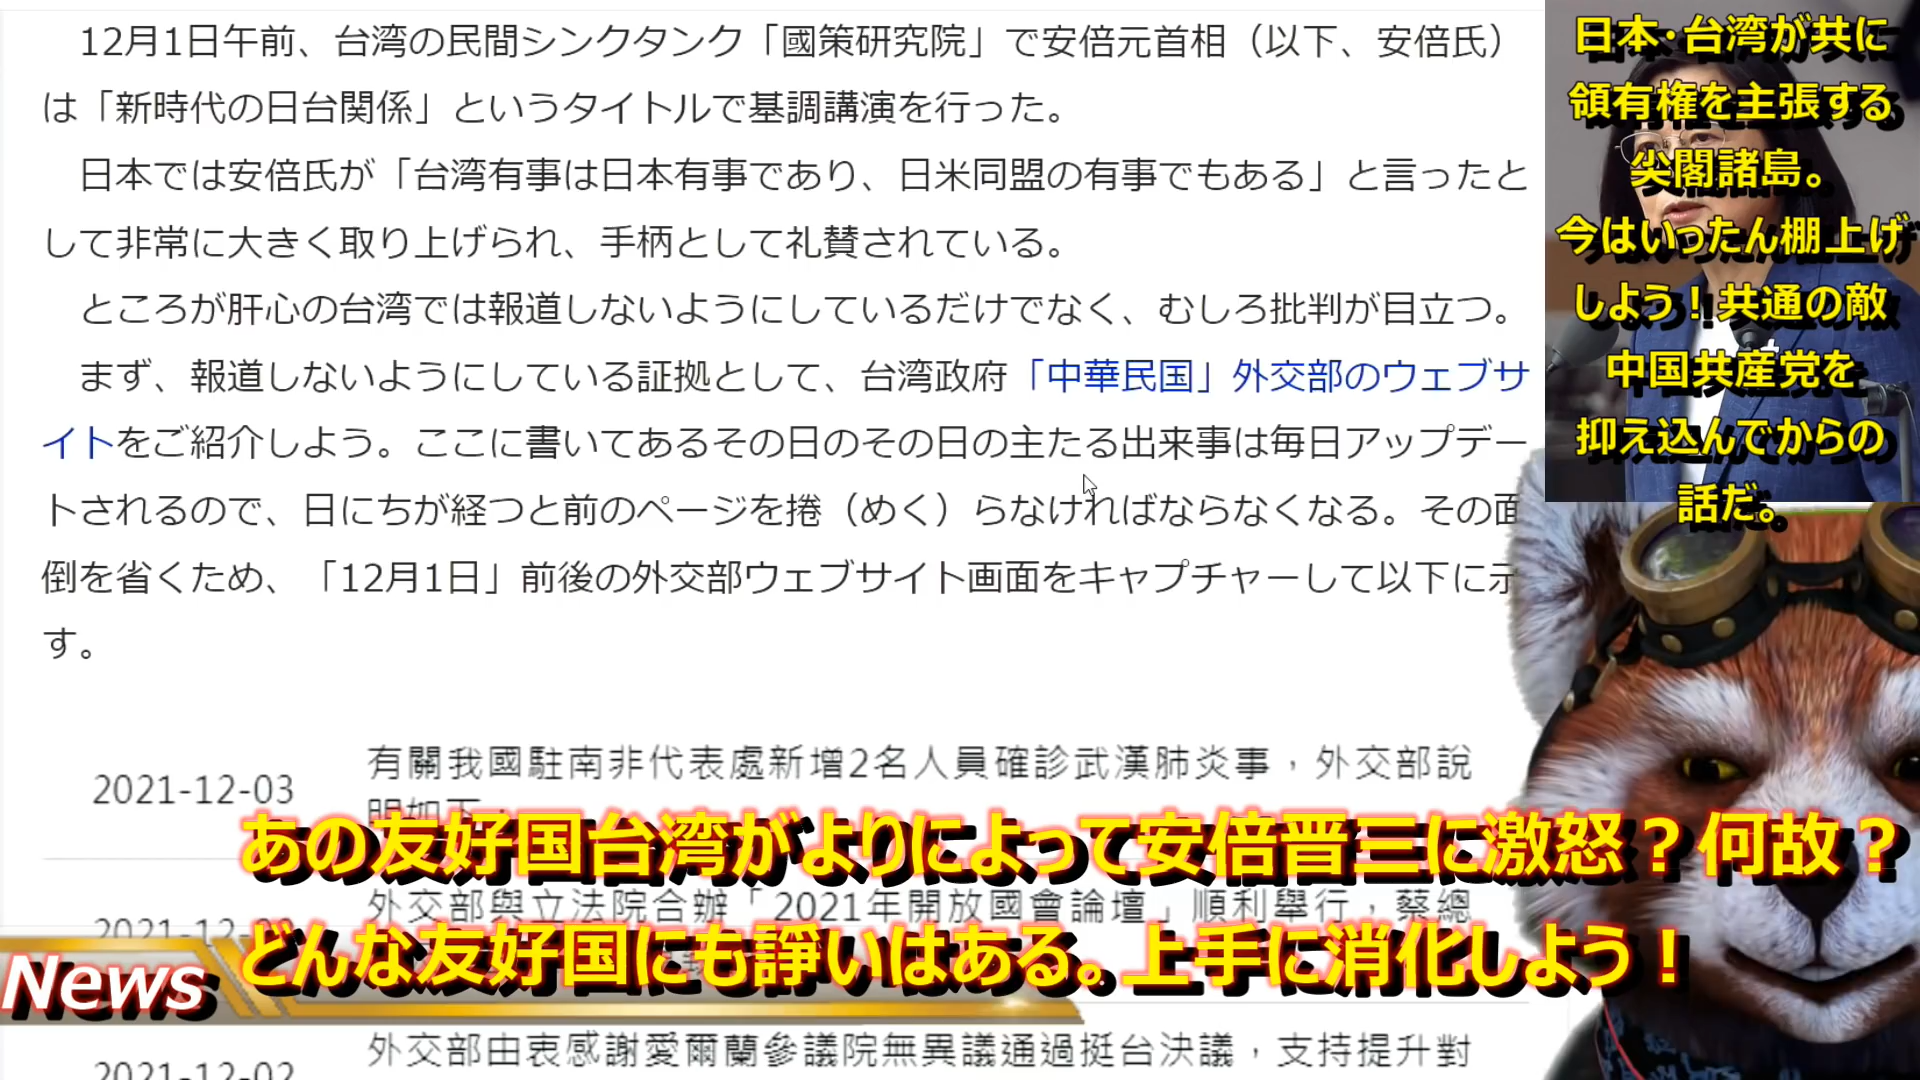 12月1日午前、台湾の民間シンクタンク「國策研究院」で安倍元首相（以下、安倍氏）
は「新時代の日台関係」というタイトルで基調講演を行った。
日本では安倍氏が「台湾有事は日本有事であり、日米同盟の有事でもある」と言ったと
して非常に大きく取り上げられ、手柄として礼賛されている。
ところが肝心の台湾では報道しないようにしているだけでなく、むしろ批判が目立つ。
まず、報道しないようにしている証拠として、台湾政府「中華民国」外交部のウェブサ
イトをご紹介しよう。ここに書いてあるその日のその日の主たる出来事は毎日アップデー
トされるので、日にちが経つと前のページを捲（めく）らなければならなくなる。その面
倒を省くため、「12月1日」前後の外交部ウェブサイト画面をキャプチャーして以下に示
す。
2021-12-03
有關我國駐南非代表處新增2名人員確診武漢肺炎事，外交部說
明如下
外交部與立法院合辦「2021年開放國會論壇」順利舉行，蔡總
2021-12-02
外交部由衷感謝愛爾蘭參議院無異議通過挺台決議，支持提升對
日本・台湾が共に
領有権を主張する
尖閣諸島。
今はいったん棚上げ
しよう！共通の敵
中国共産党を
抑え込んでからの
話だ。
あの友好国台湾がよりによって安倍晋三に激怒？何故？
どんな友好国にも諍いはある。上手に消化しよう！
News